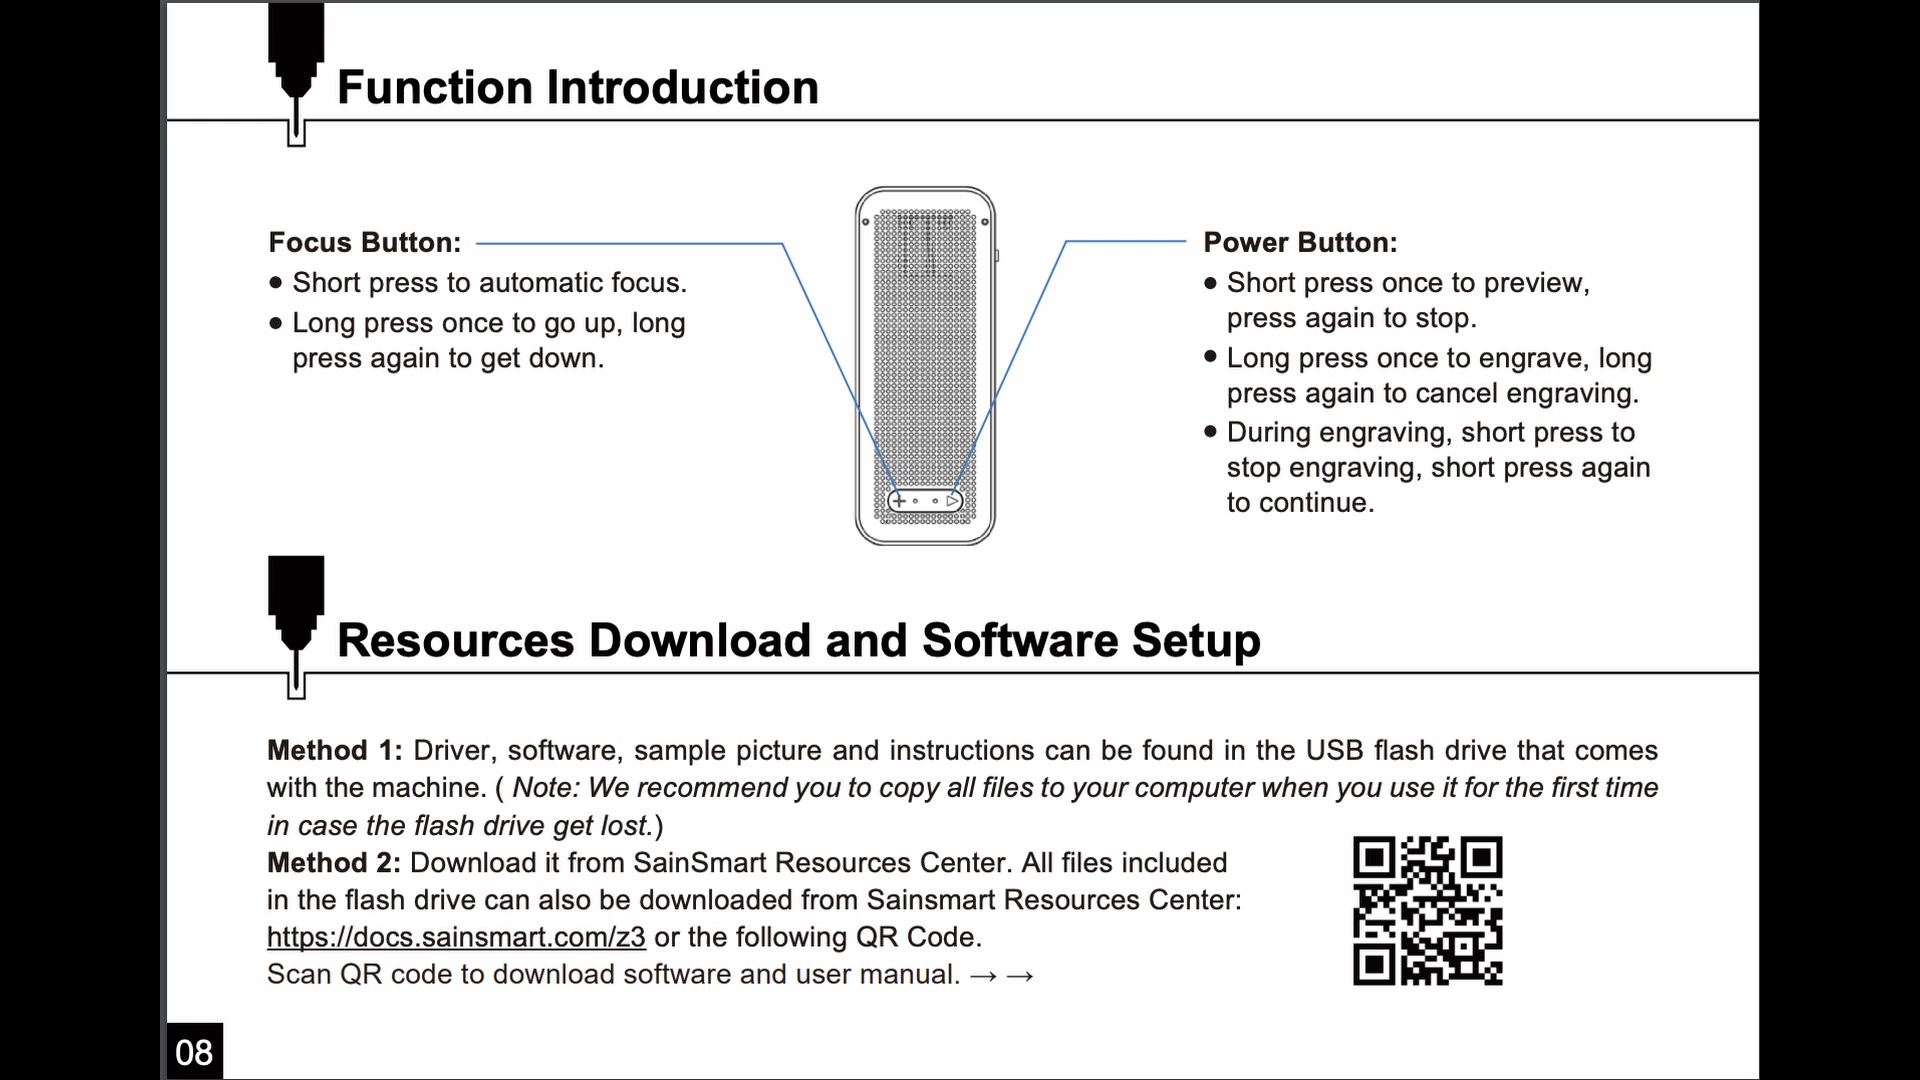 Function Introduction
Focus Button:
● Short press to automatic focus.
● Long press once to go up, long
press again to get down.
Power Button:
● Short press once to preview,
press again to stop.
● Long press once to engrave, long
press again to cancel engraving.
● During engraving, short press to
stop engraving, short press again
to continue.
Resources Download and Software Setup
Method 1: Driver, software, sample picture and instructions can be found in the USB flash drive that comes
with the machine. ( Note: We recommend you to copy all files to your computer when you use it for the first time
in case the flash drive get lost.)
Method 2: Download it from SainSmart Resources Center. All files included
in the flash drive can also be downloaded from Sainsmart Resources Center:
https://docs.sainsmart.com/z3 or the following QR Code.
Scan QR code to download software and user manual. → →
08